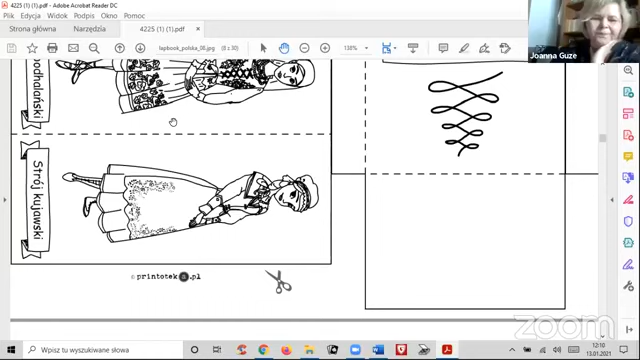 4225 (1) (1).pdf - Adobe Acrobat Reader DC
Plik Edycja Widok Okno Pomoc
Strona główna Narzędzia 4225 (1) (1).pdf ×
lapbook_polska_08.jpg (8 z 30) 138%
Joanna Guze
odhalański
Strój kujawski
© printoteka.pl
zoom
Wpisz tu wyszukiwane słowa
12:10
13.01.2021